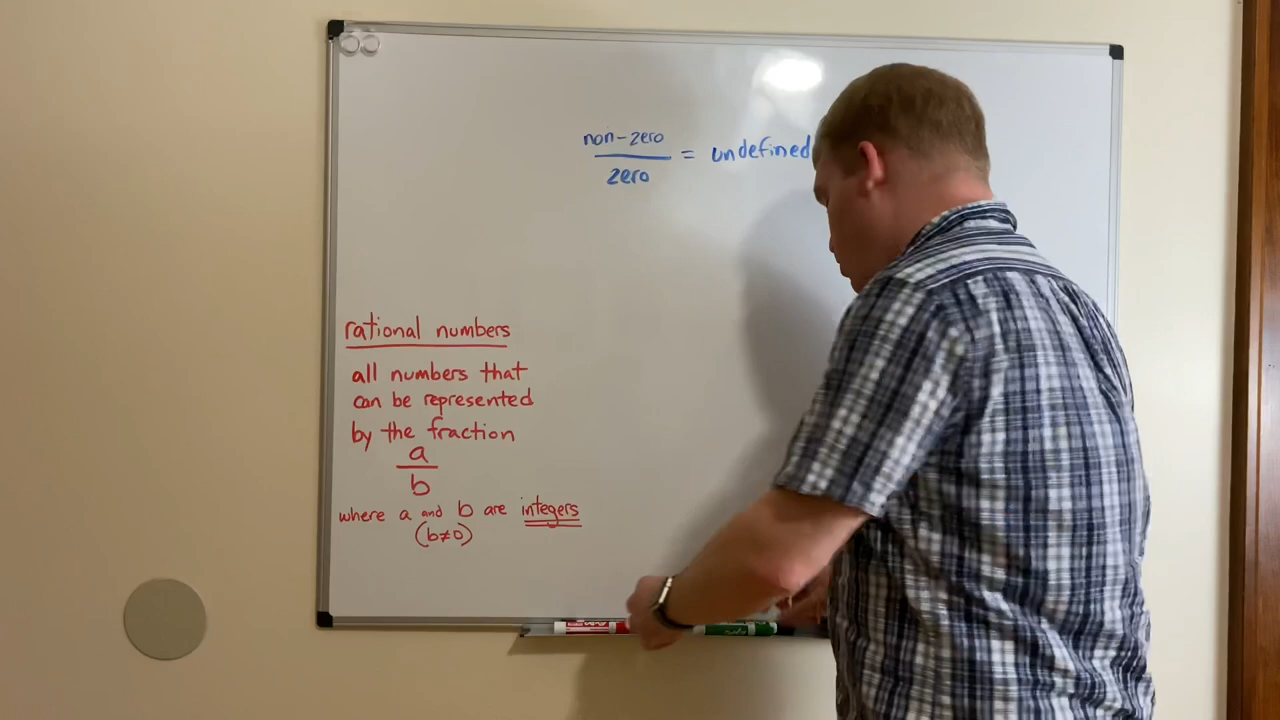 non-zero
zero
= undefined
rational numbers
all numbers that
can be represented
by the fraction
a
b
where a and b are integers
(b≠0)